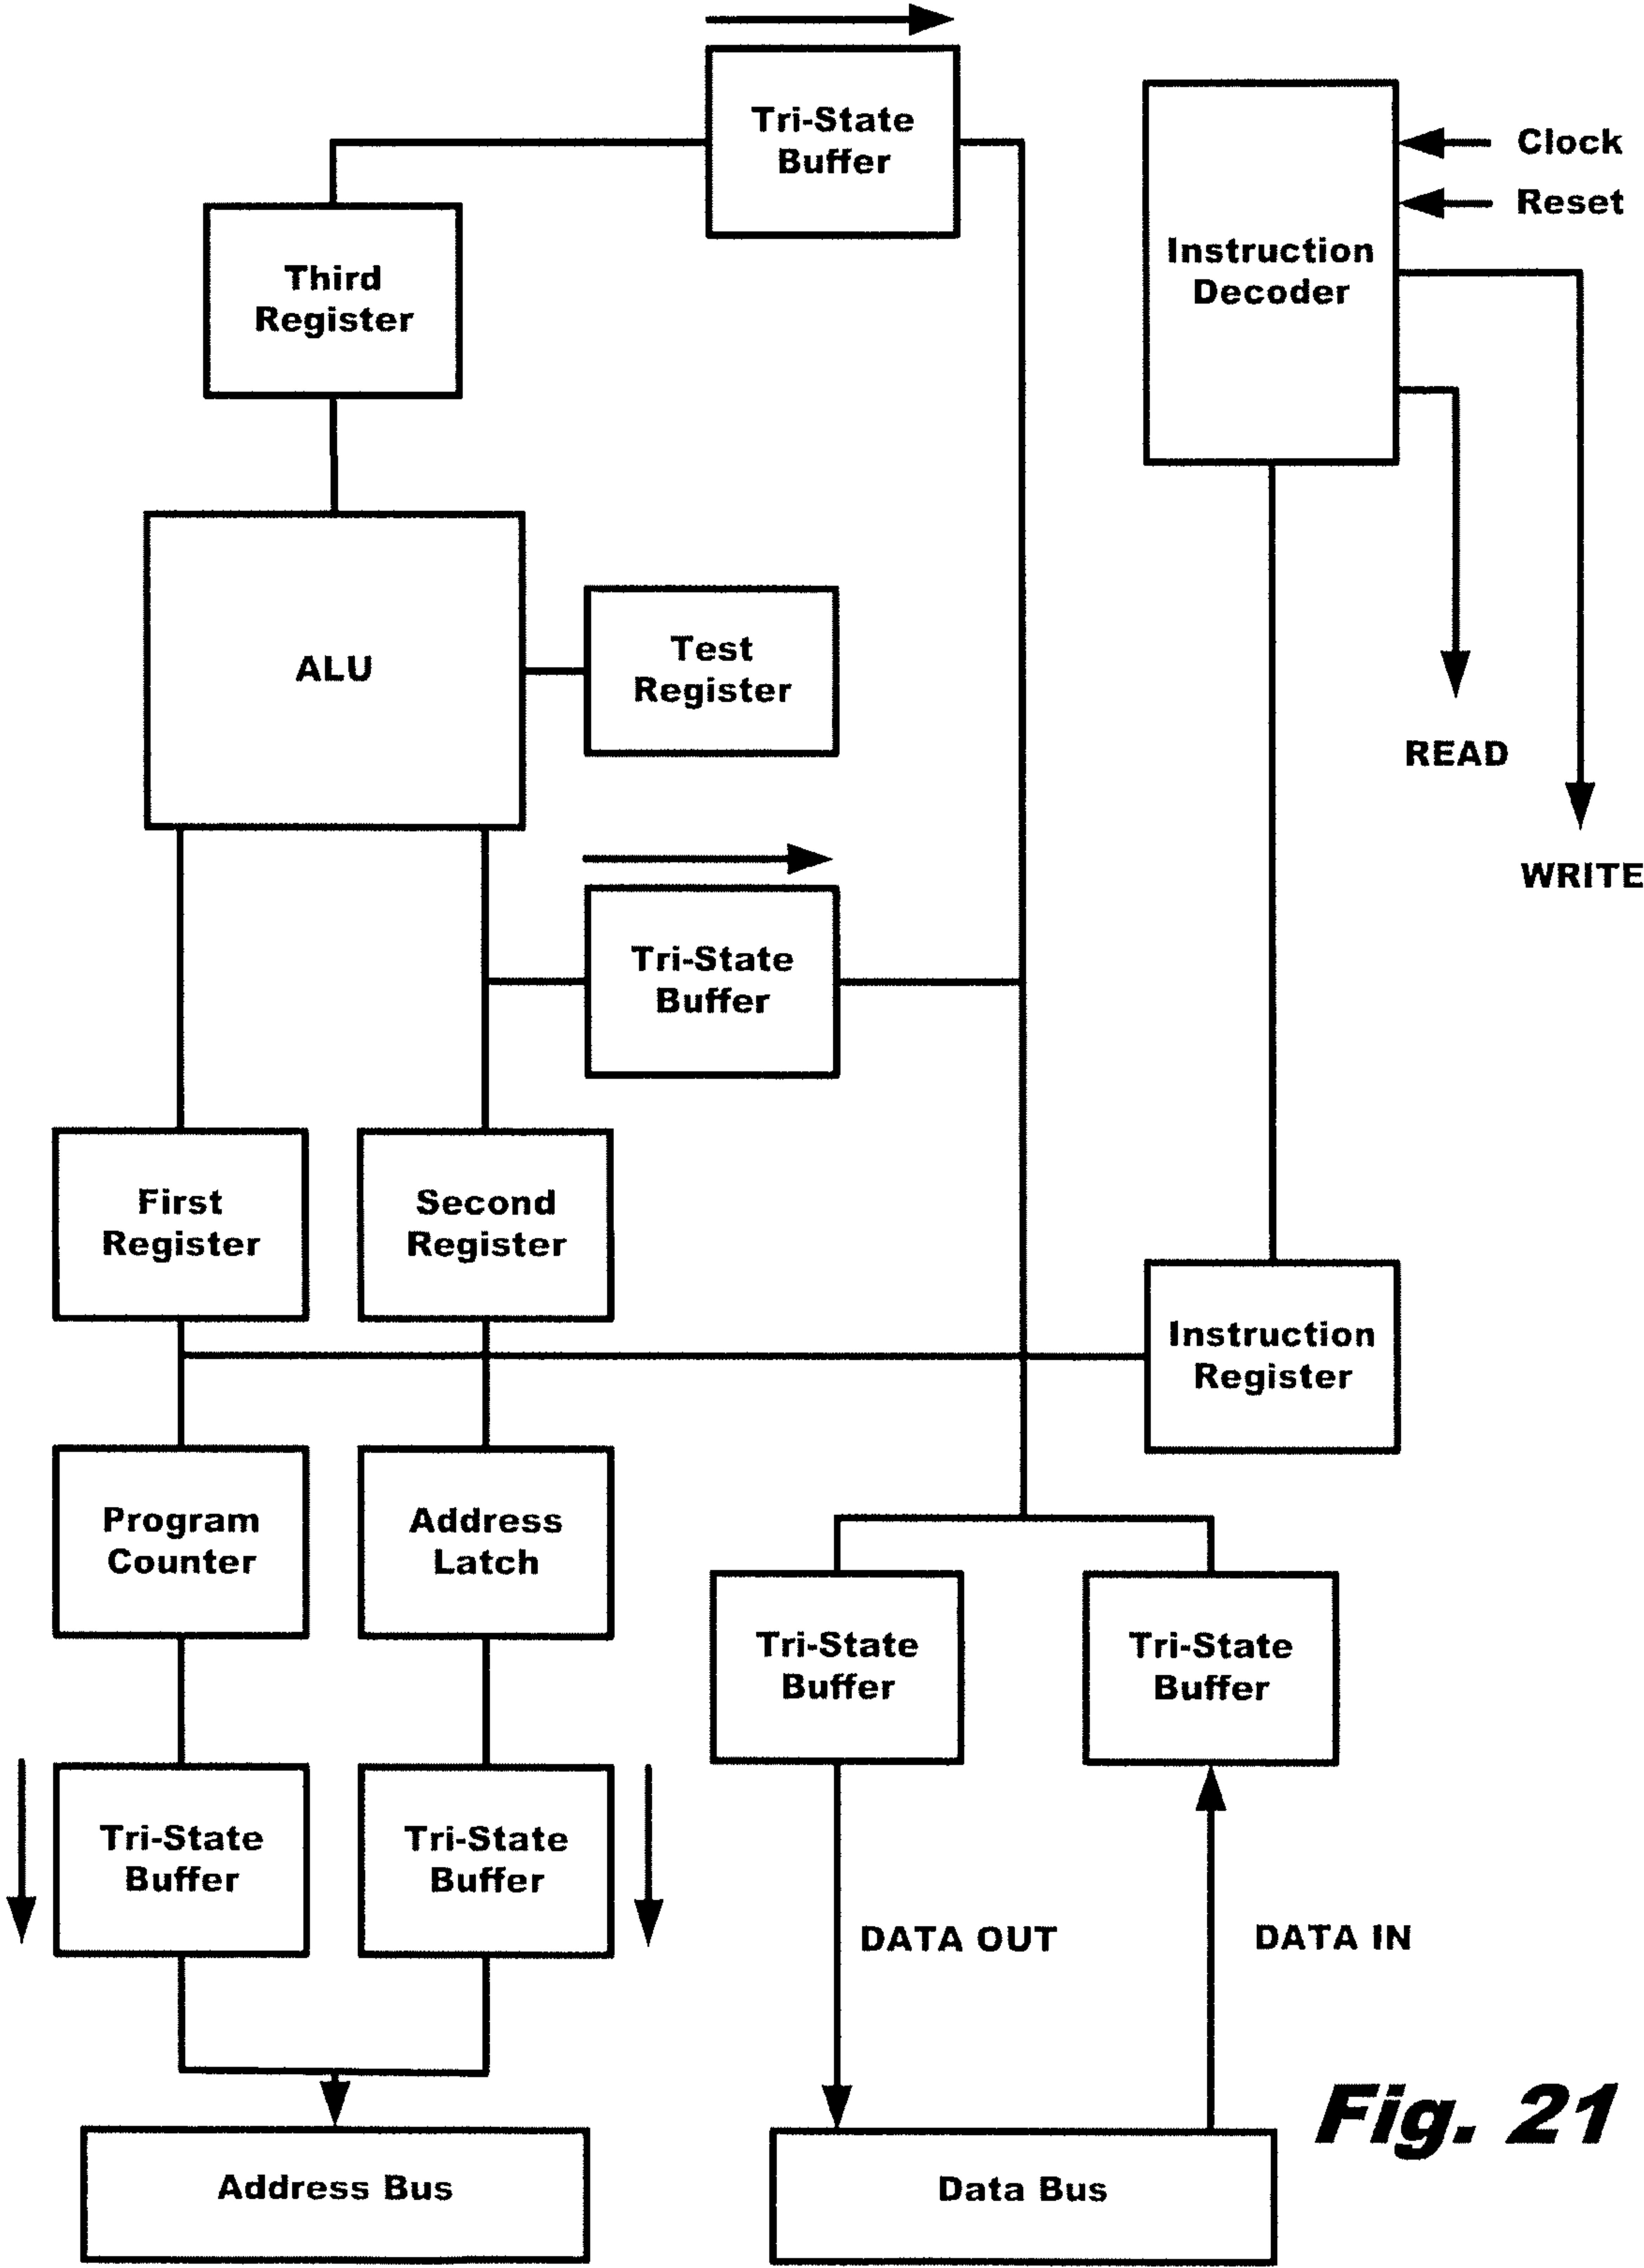 Tri-State
Buffer
Clock
Reset
Instruction
Decoder
Third
Register
ALU
Test
Register
READ
WRITE
Tri-State
Buffer
First
Register
Second
Register
Instruction
Register
Program
Counter
Address
Latch
Tri-State
Buffer
Tri-State
Buffer
Tri-State
Buffer
Tri-State
Buffer
DATA OUT
DATA IN
Fig. 21
Address Bus
Data Bus